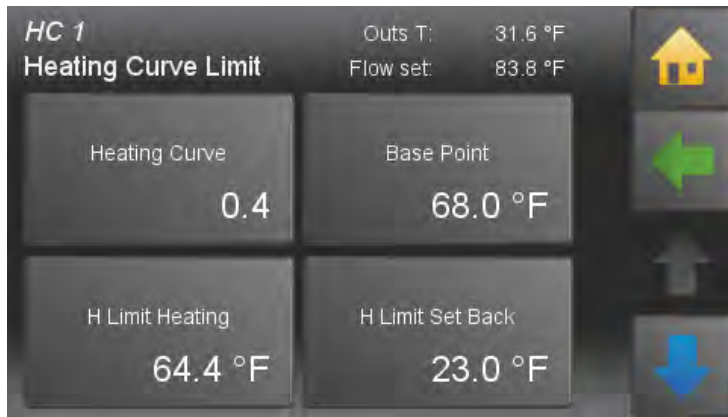 HC 1
Outs T: 31.6 °F
Heating Curve Limit
Flow set: 83.8 °F
Heating Curve
0.4
Base Point
68.0 °F
H Limit Heating
64.4 °F
H Limit Set Back
23.0 °F